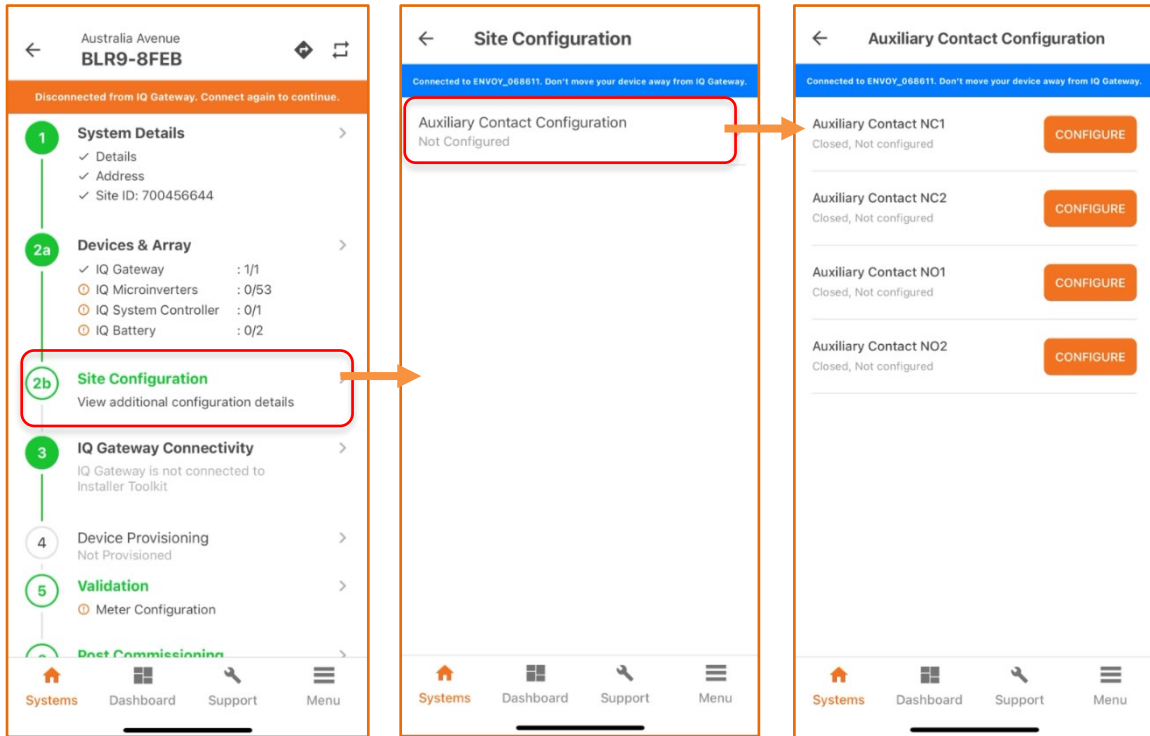 Australia Avenue
BLR9-8FEB
Disconnected from IQ Gateway. Connect again to continue.
1
System Details
Details
Address
Site ID: 700456644
2a
Devices & Array
IQ Gateway : 1/1
IQ Microinverters : 0/53
IQ System Controller : 0/1
IQ Battery : 0/2
2b
Site Configuration
View additional configuration details
3
IQ Gateway Connectivity
IQ Gateway is not connected to
Installer Toolkit
4
Device Provisioning
Not Provisioned
5
Validation
Meter Configuration
Post Commissioning
Systems Dashboard Support Menu
Site Configuration
Connected to ENVOY_068611. Don't move your device away from IQ Gateway.
Auxiliary Contact Configuration
Not Configured
Systems Dashboard Support Menu
Auxiliary Contact Configuration
Connected to ENVOY_068611. Don't move your device away from IQ Gateway.
Auxiliary Contact NC1
Closed, Not configured
CONFIGURE
Auxiliary Contact NC2
Closed, Not configured
CONFIGURE
Auxiliary Contact NO1
Closed, Not configured
CONFIGURE
Auxiliary Contact NO2
Closed, Not configured
CONFIGURE
Systems Dashboard Support Menu